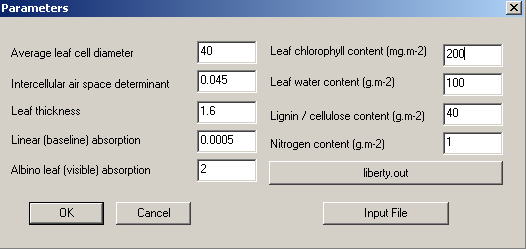 Parameters
Average leaf cell diameter 40
Leaf chlorophyll content (mg.m-2) 200
Intercellular air space determinant 0.045
Leaf water content (g.m-2) 100
Leaf thickness 1.6
Lignin / cellulose content (g.m-2) 40
Linear (baseline) absorption 0.0005
Nitrogen content (g.m-2) 1
Albino leaf (visible) absorption 2
liberty.out
OK
Cancel
Input File